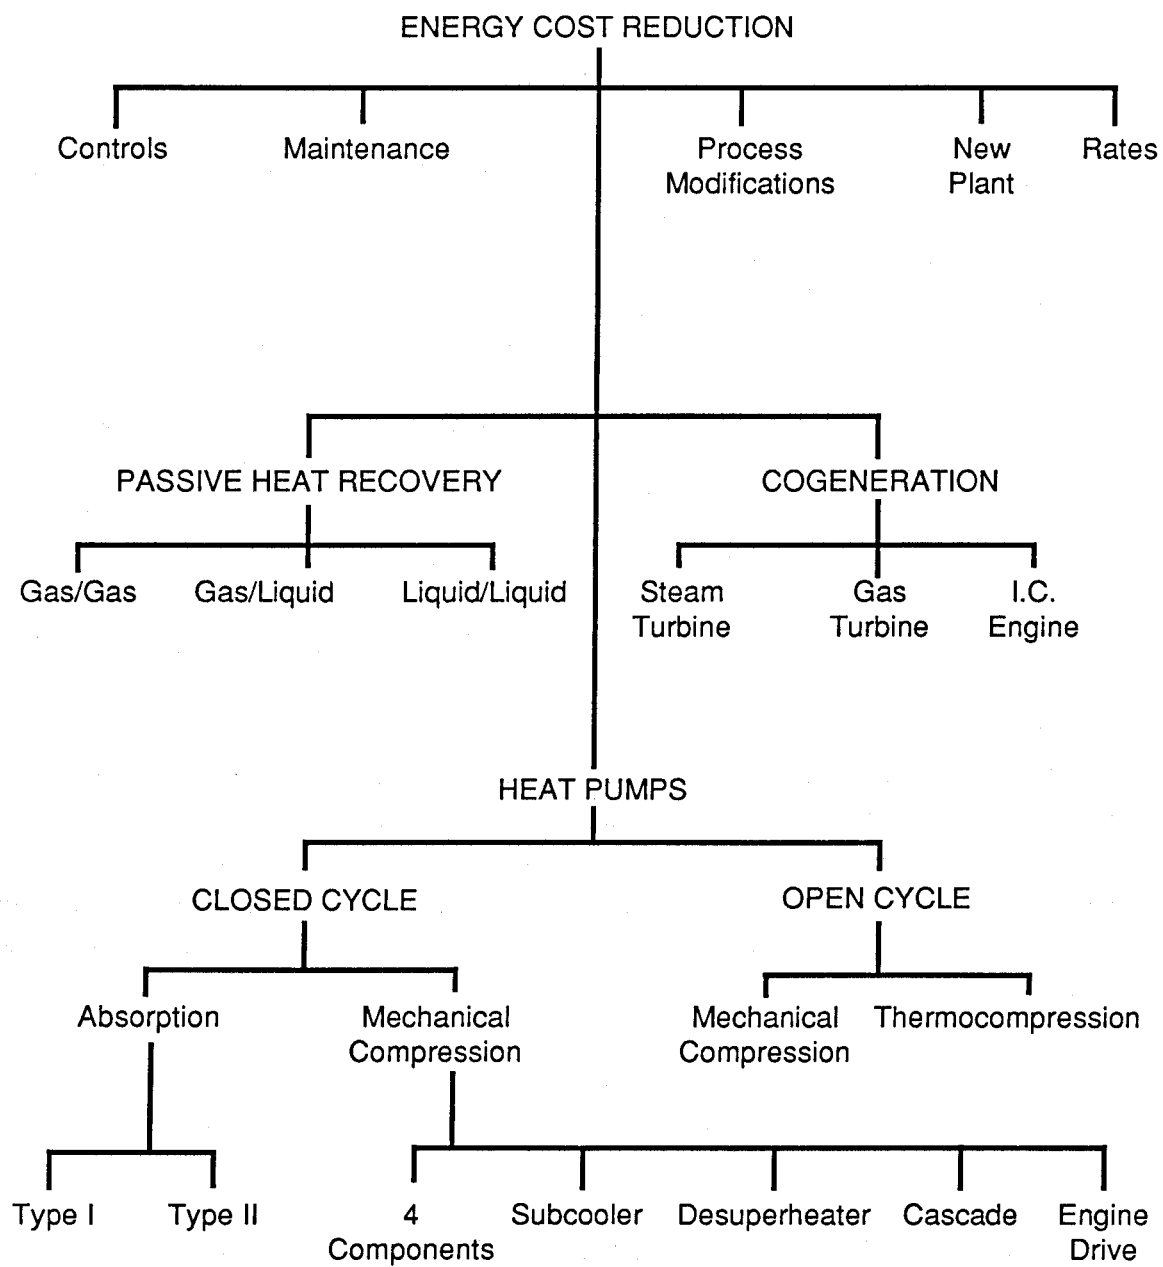 ENERGY COST REDUCTION
Controls
Maintenance
Process
Modifications
New
Plant
Rates
PASSIVE HEAT RECOVERY
COGENERATION
Gas/Gas
Gas/Liquid
Liquid/Liquid
Steam
Turbine
Gas
Turbine
I.C.
Engine
HEAT PUMPS
CLOSED CYCLE
OPEN CYCLE
Absorption
Mechanical
Compression
Mechanical
Compression
Thermocompression
Type I
Type II
4
Components
Subcooler
Desuperheater
Cascade
Engine
Drive